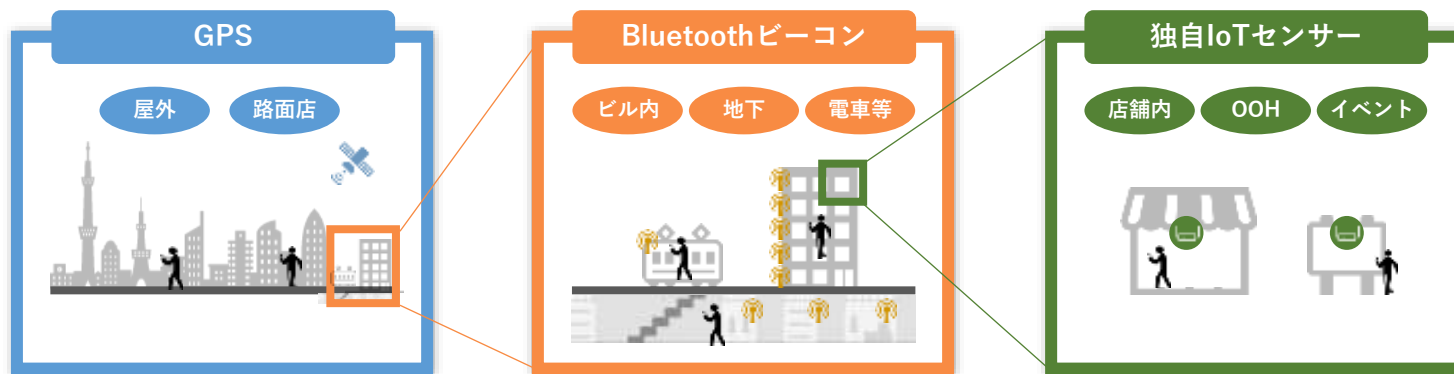 GPS
屋外
路面店
Bluetoothビーコン
ビル内
地下
電車等
独自IoTセンサー
店舗内
OOH
イベント